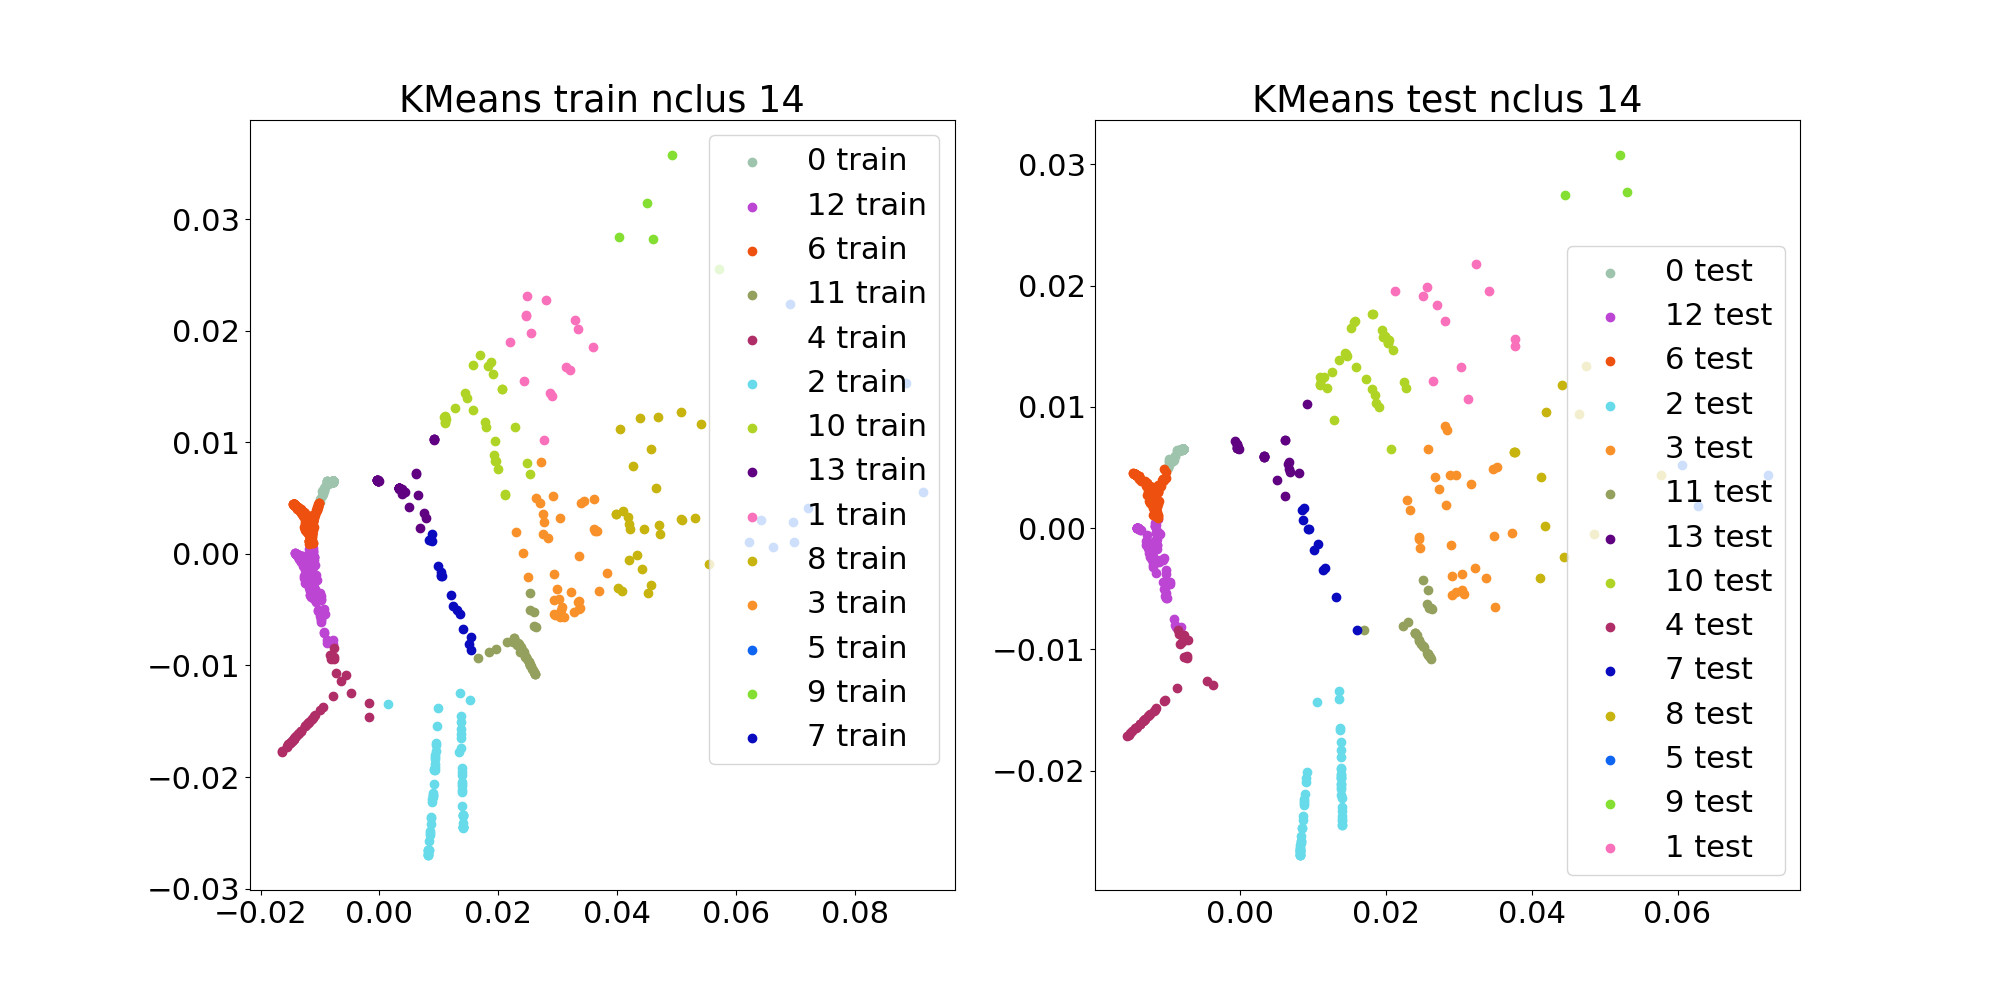 KMeans train nclus 14
0.03
0.02
0.01
0.00
−0.01
−0.02
−0.03
−0.02 0.00 0.02 0.04 0.06 0.08
0 train
12 train
6 train
11 train
4 train
2 train
10 train
13 train
1 train
8 train
3 train
5 train
9 train
7 train
KMeans test nclus 14
0.03
0.02
0.01
0.00
−0.01
−0.02
0.00 0.02 0.04 0.06
0 test
12 test
6 test
2 test
3 test
11 test
13 test
10 test
4 test
7 test
8 test
5 test
9 test
1 test